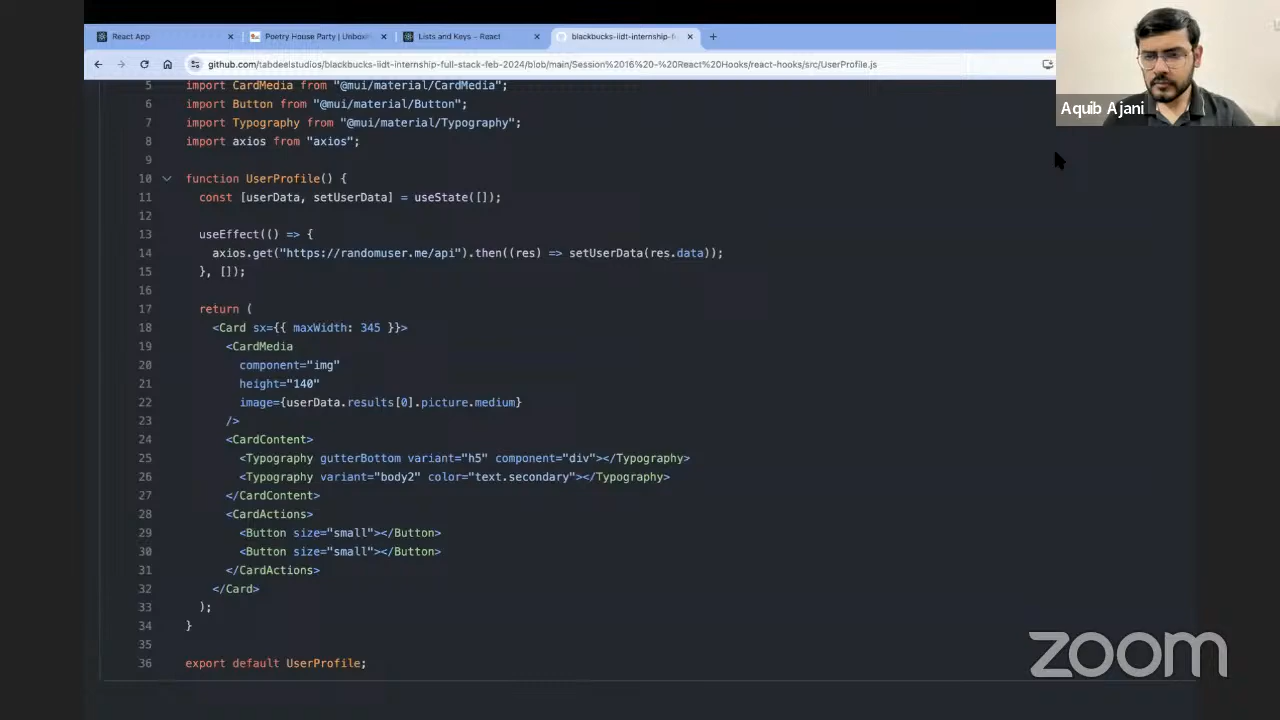 React App
Poetry House Party | Unbox
Lists and Keys – React
blackbucks-iidt-internship-f
github.com/tabdeelstudios/blackbucks-iidt-internship-full-stack-feb-2024/blob/main/Session%2016%20-%20React%20Hooks/react-hooks/src/UserProfile.js
Aquib Ajani
5 import CardMedia from "@mui/material/CardMedia";
6 import Button from "@mui/material/Button";
7 import Typography from "@mui/material/Typography";
8 import axios from "axios";
9
10 function UserProfile() {
11 const [userData, setUserData] = useState([]);
12
13 useEffect(() => {
14 axios.get("https://randomuser.me/api").then((res) => setUserData(res.data));
15 }, []);
16
17 return (
18 <Card sx={{ maxWidth: 345 }}>
19 <CardMedia
20 component="img"
21 height="140"
22 image={userData.results[0].picture.medium}
23 />
24 <CardContent>
25 <Typography gutterBottom variant="h5" component="div"></Typography>
26 <Typography variant="body2" color="text.secondary"></Typography>
27 </CardContent>
28 <CardActions>
29 <Button size="small"></Button>
30 <Button size="small"></Button>
31 </CardActions>
32 </Card>
33 );
34 }
35
36 export default UserProfile;
zoom